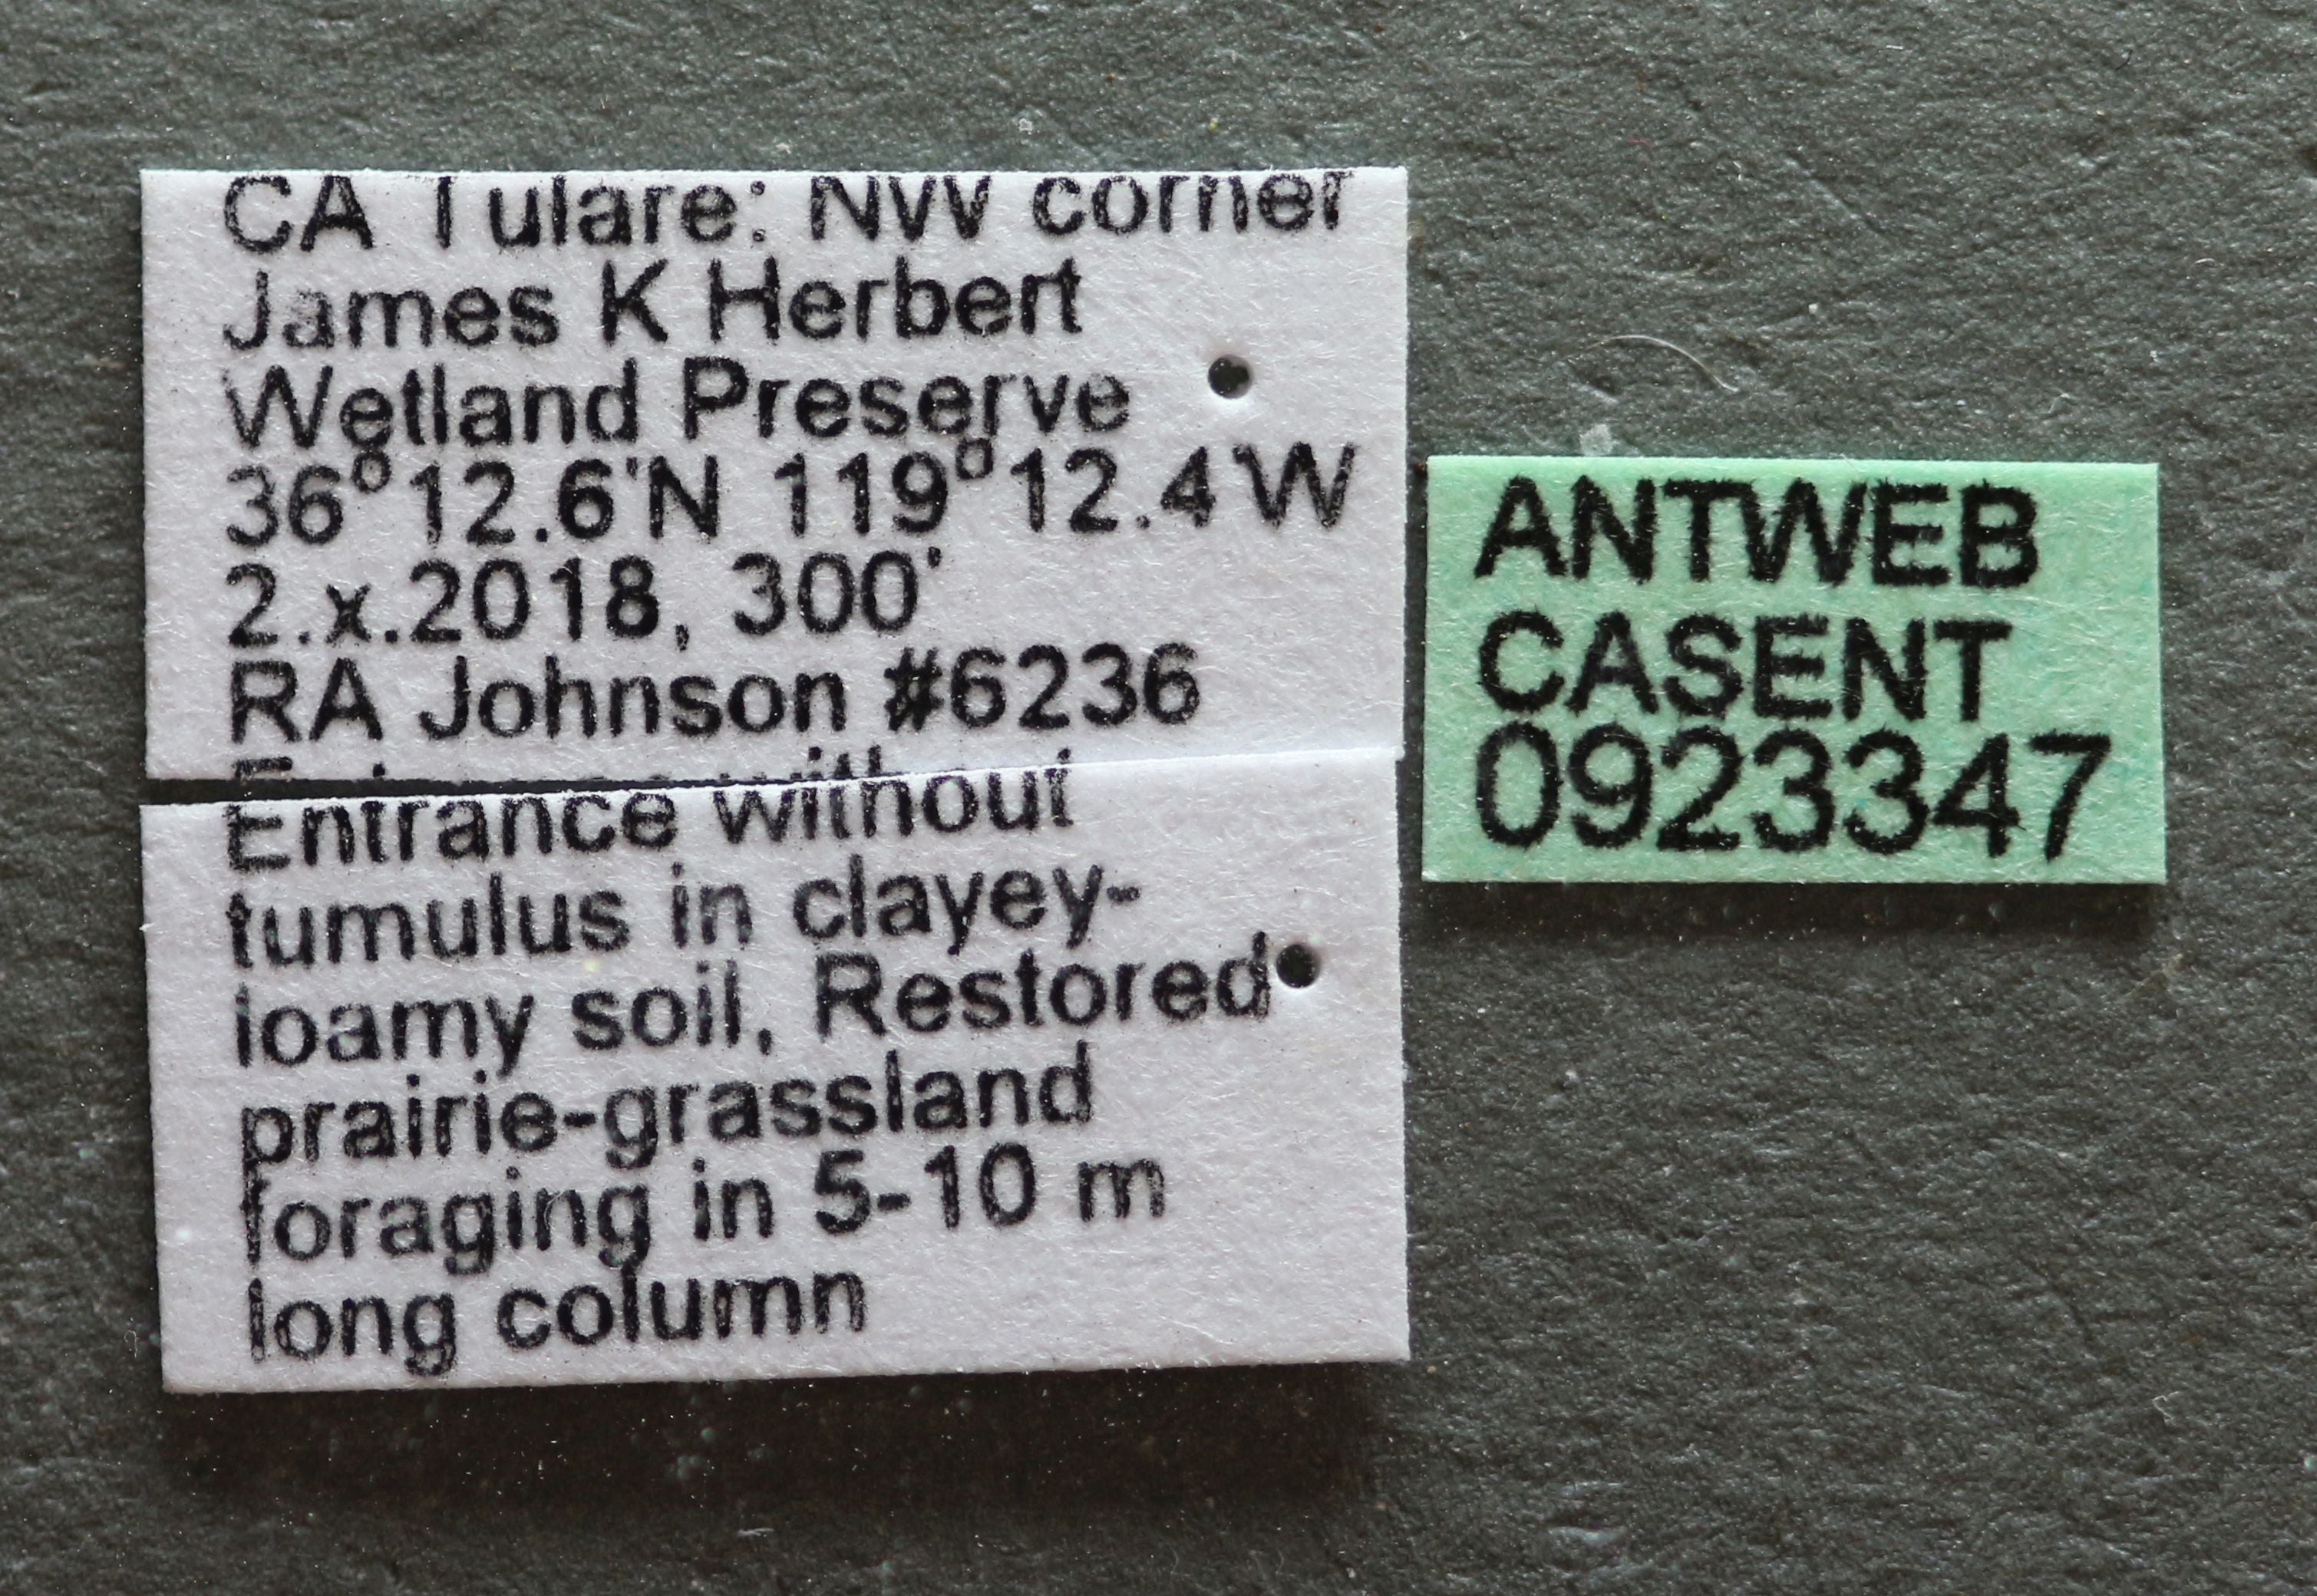 CA Tulare: NW corner
James K Herbert
Wetland Preserve
36°12.6'N 119°12.4'W
2.x.2018, 300'
RA Johnson #6236
Entrance without
tumulus in clayey-
loamy soil, Restored
prairie-grassland
foraging in 5-10 m
long column
ANTWEB
CASENT
0923347